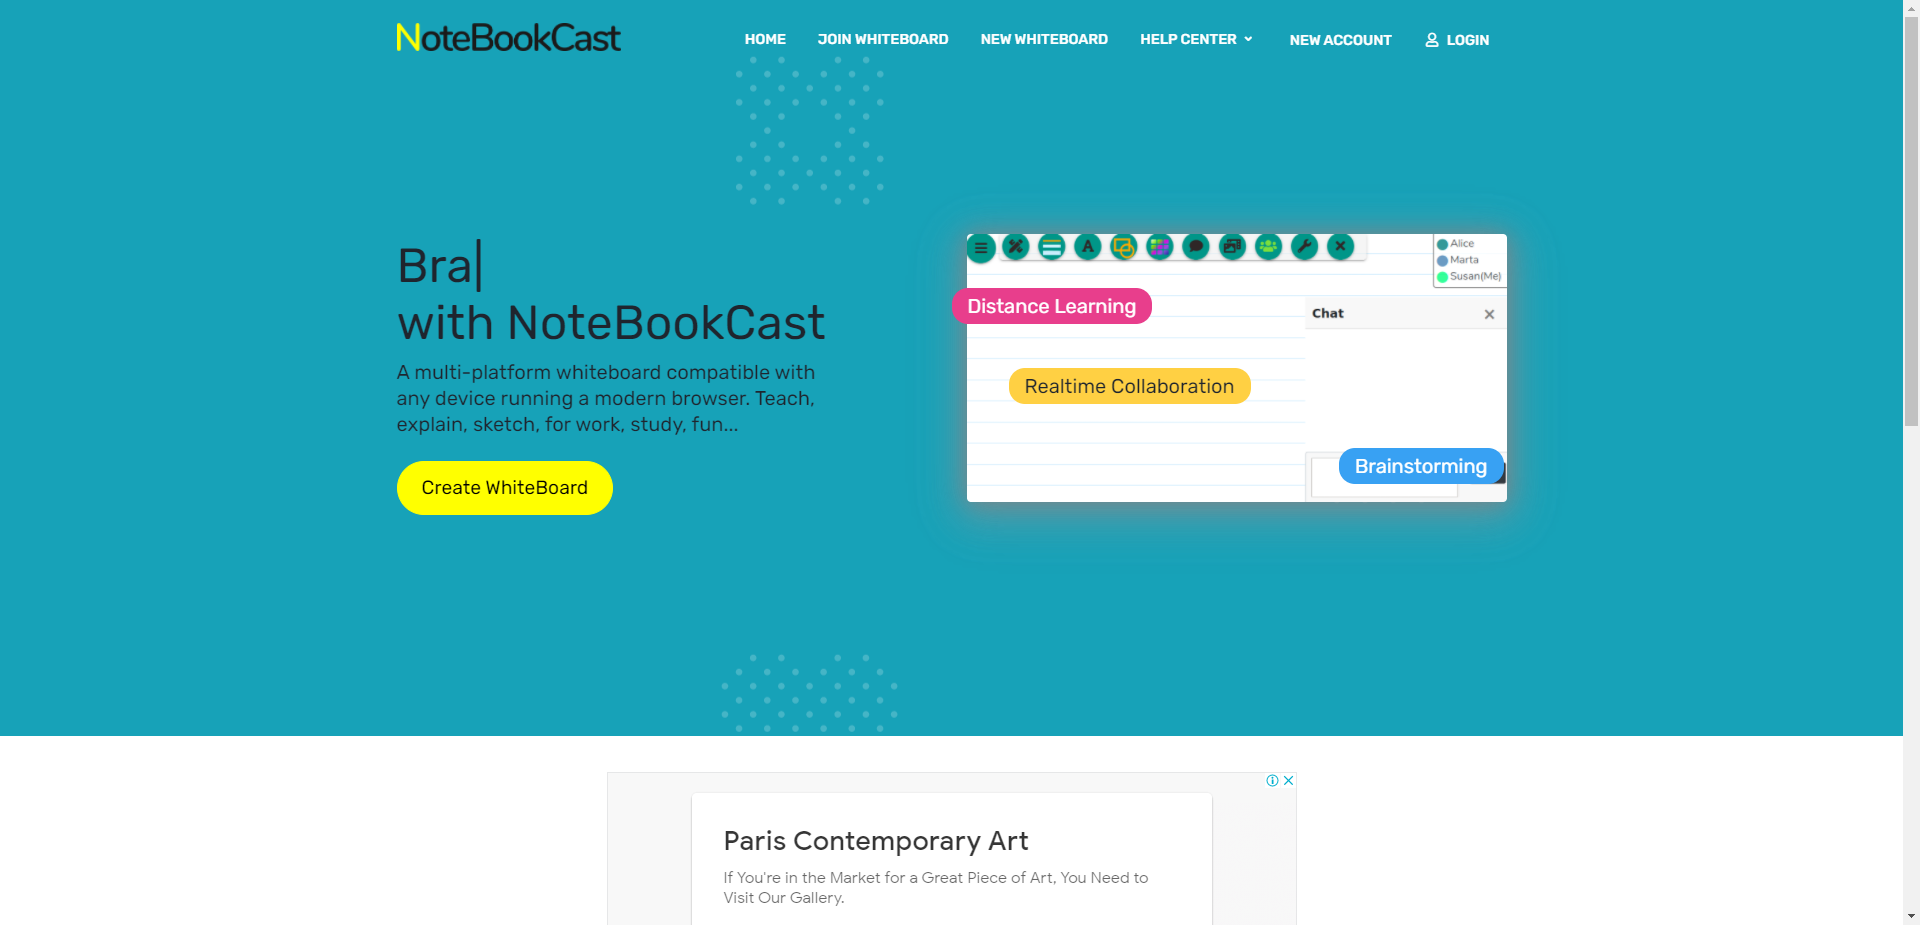 NoteBookCast
HOME
JOIN WHITEBOARD
NEW WHITEBOARD
HELP CENTER
NEW ACCOUNT
LOGIN
Bra
with NoteBookCast
A multi-platform whiteboard compatible with
any device running a modern browser. Teach,
explain, sketch, for work, study, fun...
Create WhiteBoard
A
Alice
Marta
Susan(Me)
Distance Learning
Chat
Realtime Collaboration
Brainstorming
Paris Contemporary Art
If You're in the Market for a Great Piece of Art, You Need to
Visit Our Gallery.